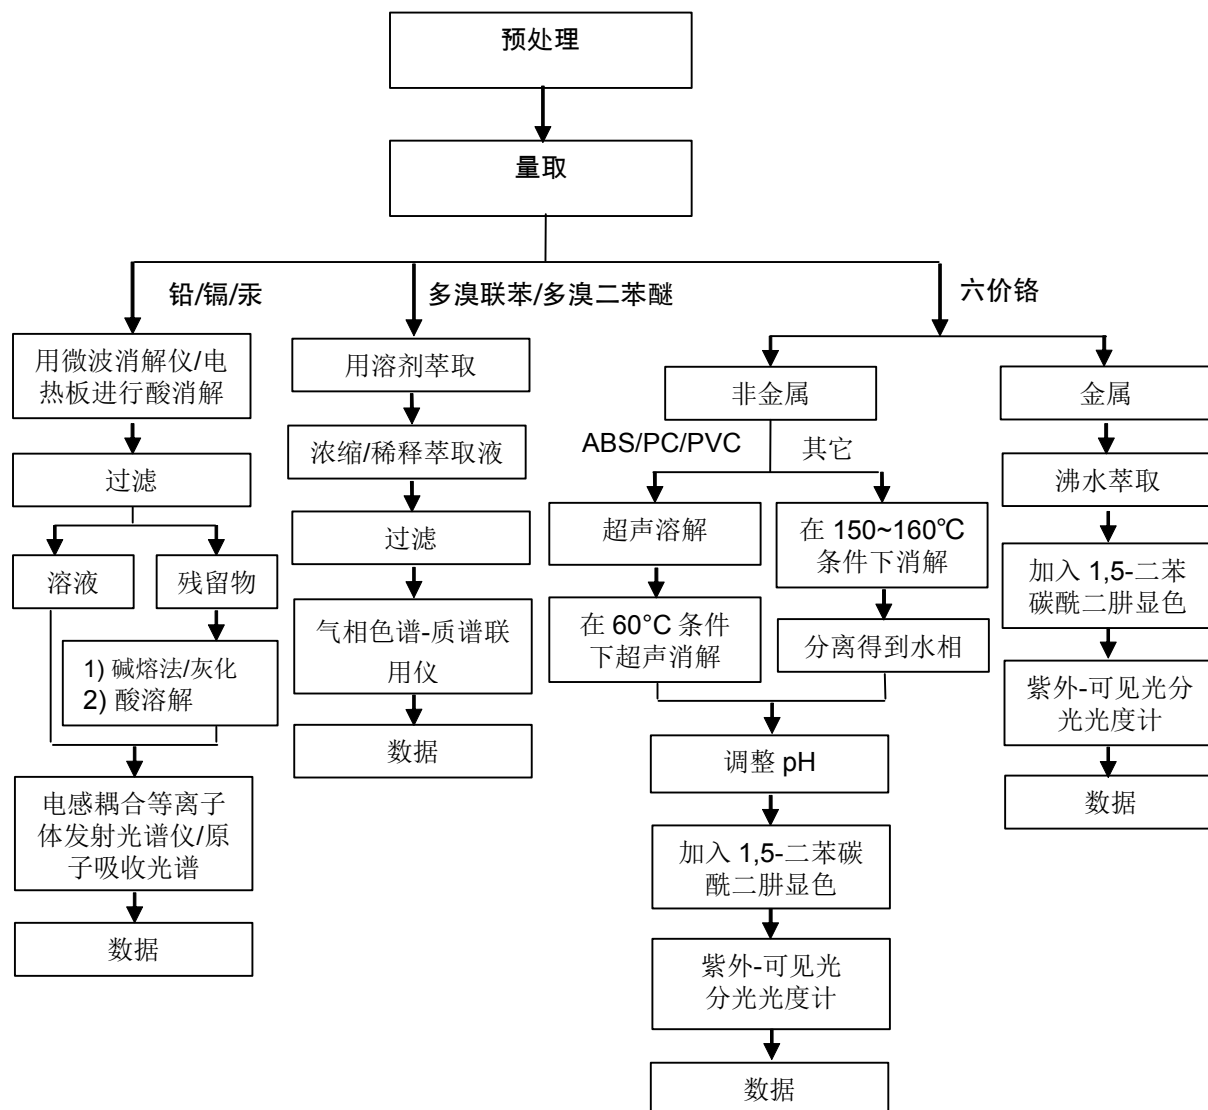 预处理
量取
铅/镉/汞
多溴联苯/多溴二苯醚
六价铬
用微波消解仪/电
热板进行酸消解
过滤
溶液
残留物
1) 碱熔法/灰化
2) 酸溶解
电感耦合等离子
体发射光谱仪/原
子吸收光谱
数据
用溶剂萃取
浓缩/稀释萃取液
过滤
气相色谱-质谱联
用仪
数据
非金属
ABS/PC/PVC
其它
超声溶解
在 60°C 条件
下超声消解
在 150~160℃
条件下消解
分离得到水相
调整 pH
加入 1,5-二苯碳
酰二肼显色
紫外-可见光
分光光度计
数据
金属
沸水萃取
加入 1,5-二苯
碳酰二肼显色
紫外-可见光分
光光度计
数据